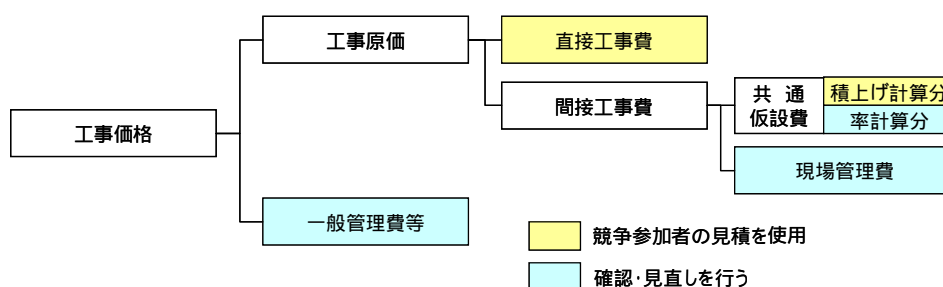 工事原価
直接工事費
間接工事費
共通
仮設費
積上げ計算分
率計算分
工事価格
現場管理費
一般管理費等
競争参加者の見積を使用
確認・見直しを行う